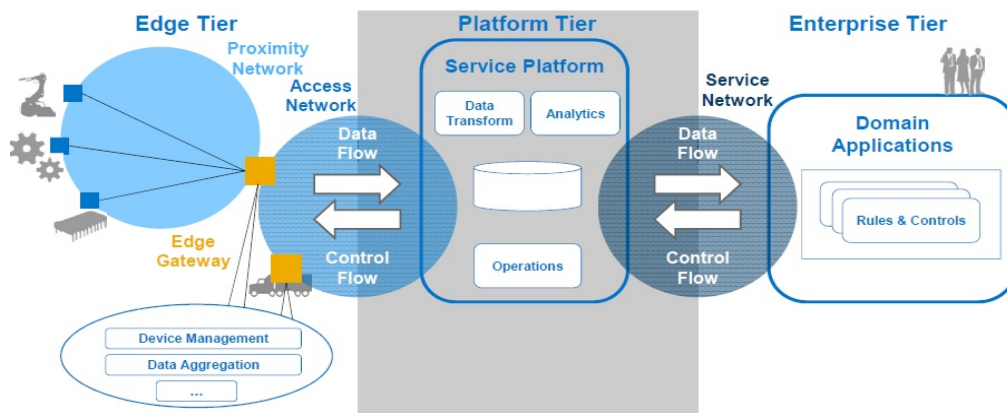 Edge Tier
Platform Tier
Enterprise Tier
Proximity
Network
Access
Network
Service Platform
Service
Network
Data
Transform
Analytics
Domain
Applications
Data
Flow
Data
Flow
Rules & Controls
Edge
Gateway
Control
Flow
Operations
Control
Flow
Device Management
Data Aggregation
...